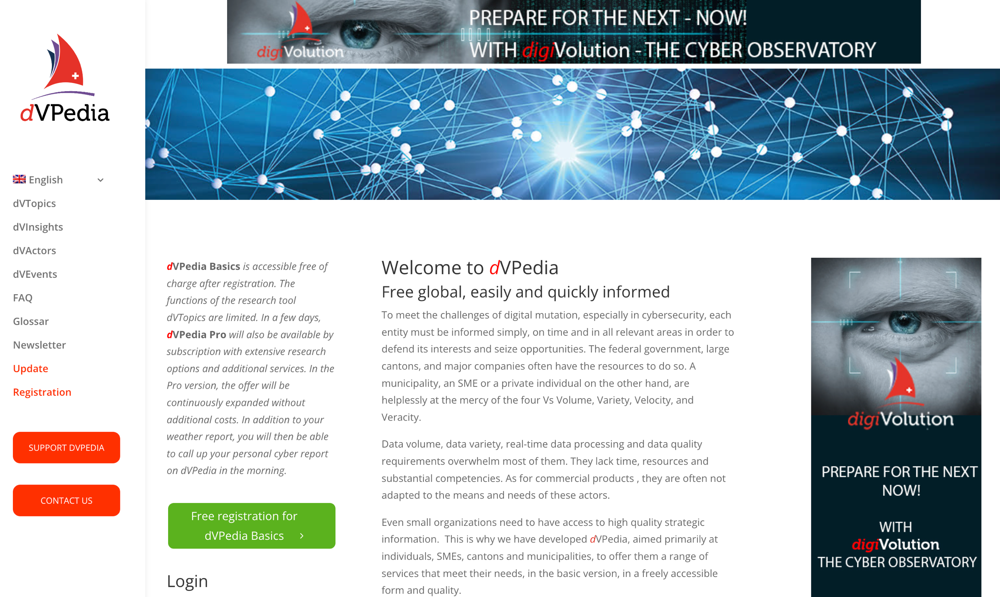 dVPedia
English
dVTopics
dVInsights
dVActors
dVEvents
FAQ
Glossar
Newsletter
Update
Registration
SUPPORT DVPEDIA
CONTACT US
digiVolution
PREPARE FOR THE NEXT - NOW!
WITH digiVolution - THE CYBER OBSERVATORY
dVPedia Basics is accessible free of
charge after registration. The
functions of the research tool
dVTopics are limited. In a few days,
dVPedia Pro will also be available by
subscription with extensive research
options and additional services. In the
Pro version, the offer will be
continuously expanded without
additional costs. In addition to your
weather report, you will then be able
to call up your personal cyber report
on dVPedia in the morning.
Free registration for
dVPedia Basics
Login
Welcome to dVPedia
Free global, easily and quickly informed
To meet the challenges of digital mutation, especially in cybersecurity, each
entity must be informed simply, on time and in all relevant areas in order to
defend its interests and seize opportunities. The federal government, large
cantons, and major companies often have the resources to do so. A
municipality, an SME or a private individual on the other hand, are
helplessly at the mercy of the four Vs Volume, Variety, Velocity, and
Veracity.
Data volume, data variety, real-time data processing and data quality
requirements overwhelm most of them. They lack time, resources and
substantial competencies. As for commercial products , they are often not
adapted to the means and needs of these actors.
Even small organizations need to have access to high quality strategic
information.  This is why we have developed dVPedia, aimed primarily at
individuals, SMEs, cantons and municipalities, to offer them a range of
services that meet their needs, in the basic version, in a freely accessible
form and quality.
digiVolution
PREPARE FOR THE NEXT
NOW!
WITH
digiVolution
THE CYBER OBSERVATORY